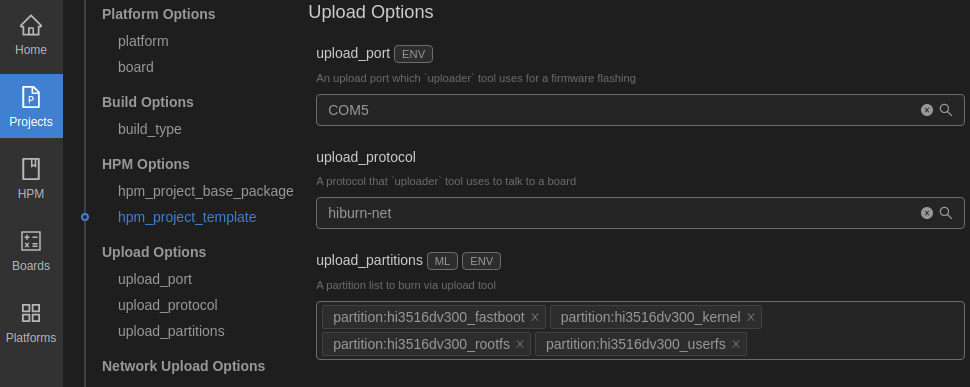 Home
Projects
HPM
Boards
Platforms
Platform Options
platform
board
Build Options
build_type
HPM Options
hpm_project_base_package
hpm_project_template
Upload Options
upload_port
upload_protocol
upload_partitions
Network Upload Options
Upload Options
upload_port ENV
An upload port which `uploader` tool uses for a firmware flashing
COM5
upload_protocol
A protocol that `uploader` tool uses to talk to a board
hiburn-net
upload_partitions ML ENV
A partition list to burn via upload tool
partition:hi3516dv300_fastboot partition:hi3516dv300_kernel
partition:hi3516dv300_rootfs partition:hi3516dv300_userfs